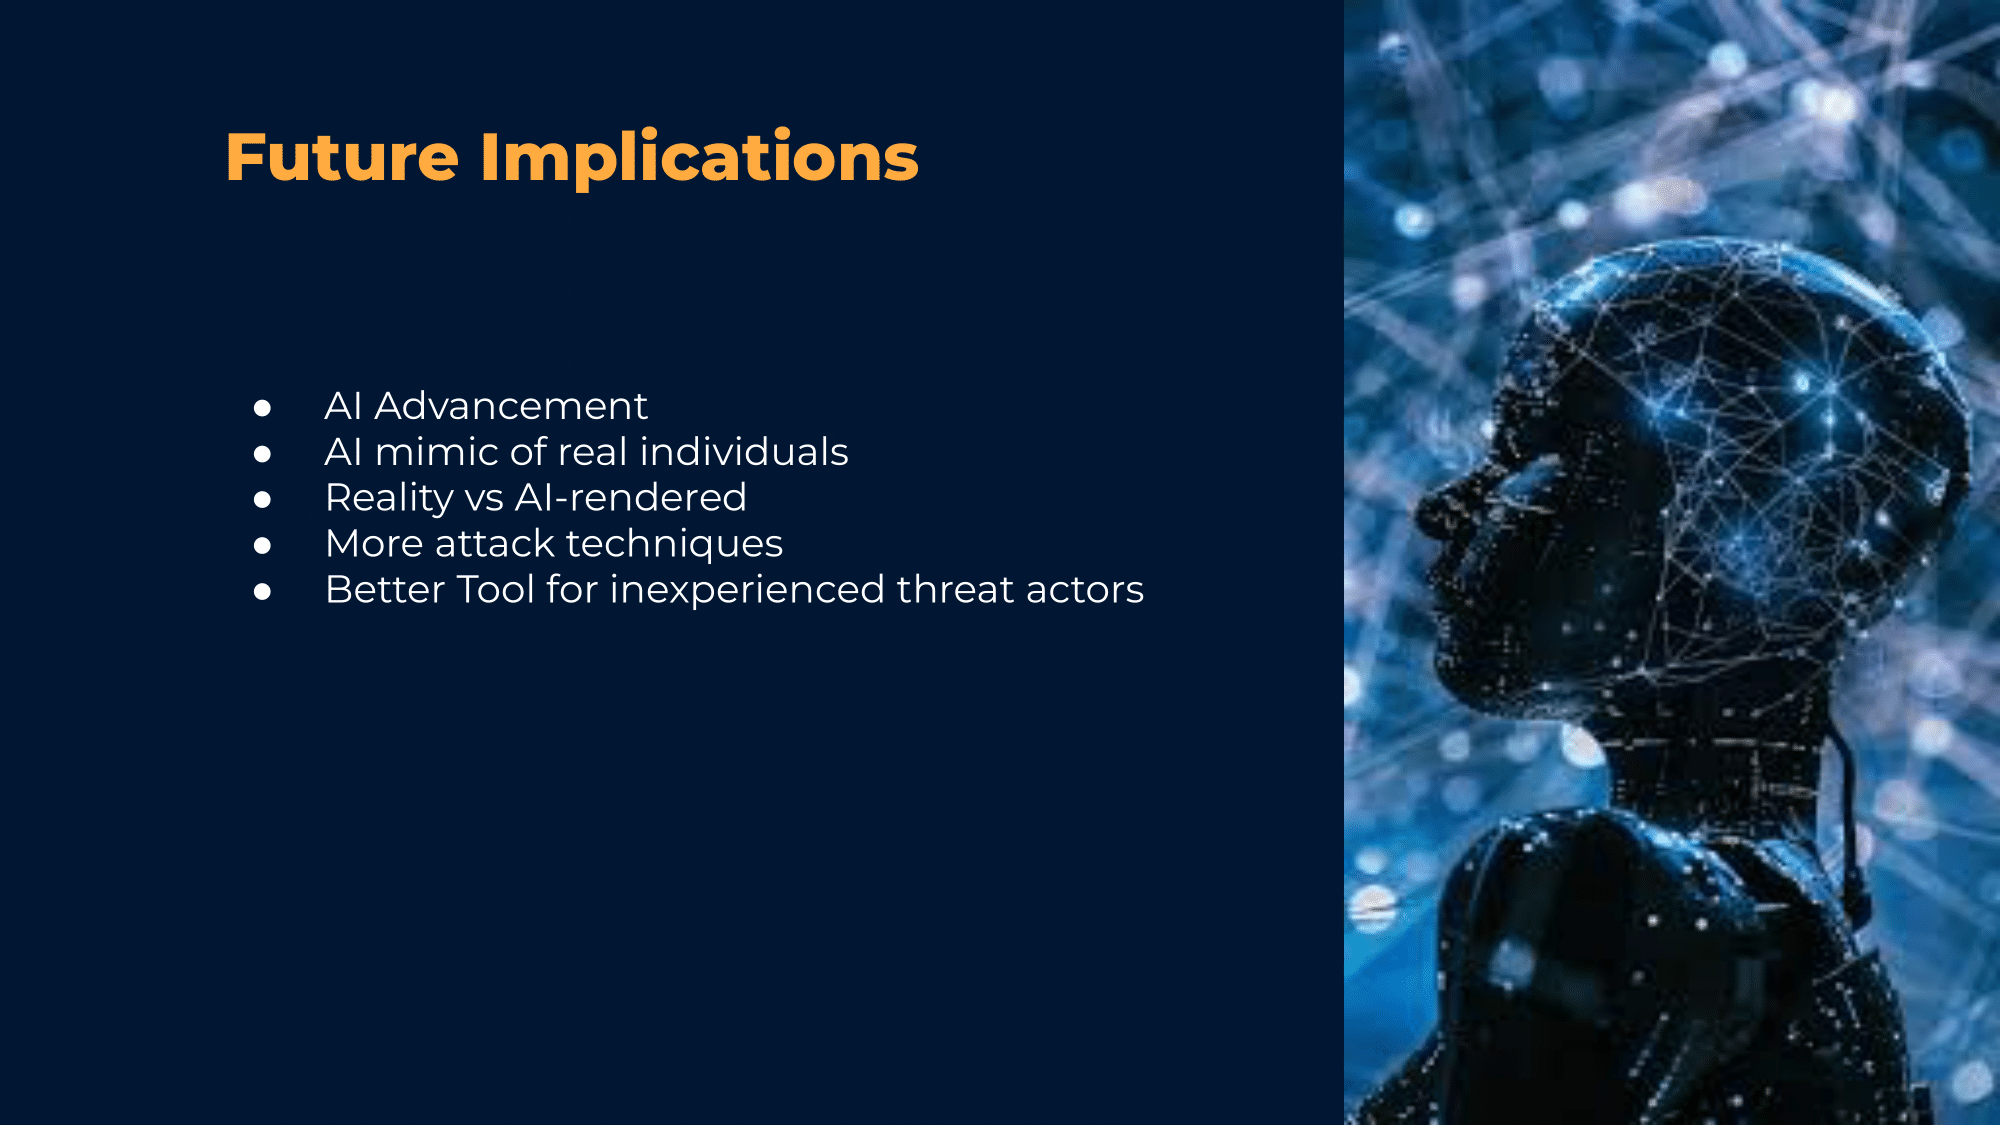 Future Implications
● AI Advancement
● AI mimic of real individuals
● Reality vs AI-rendered
● More attack techniques
● Better Tool for inexperienced threat actors